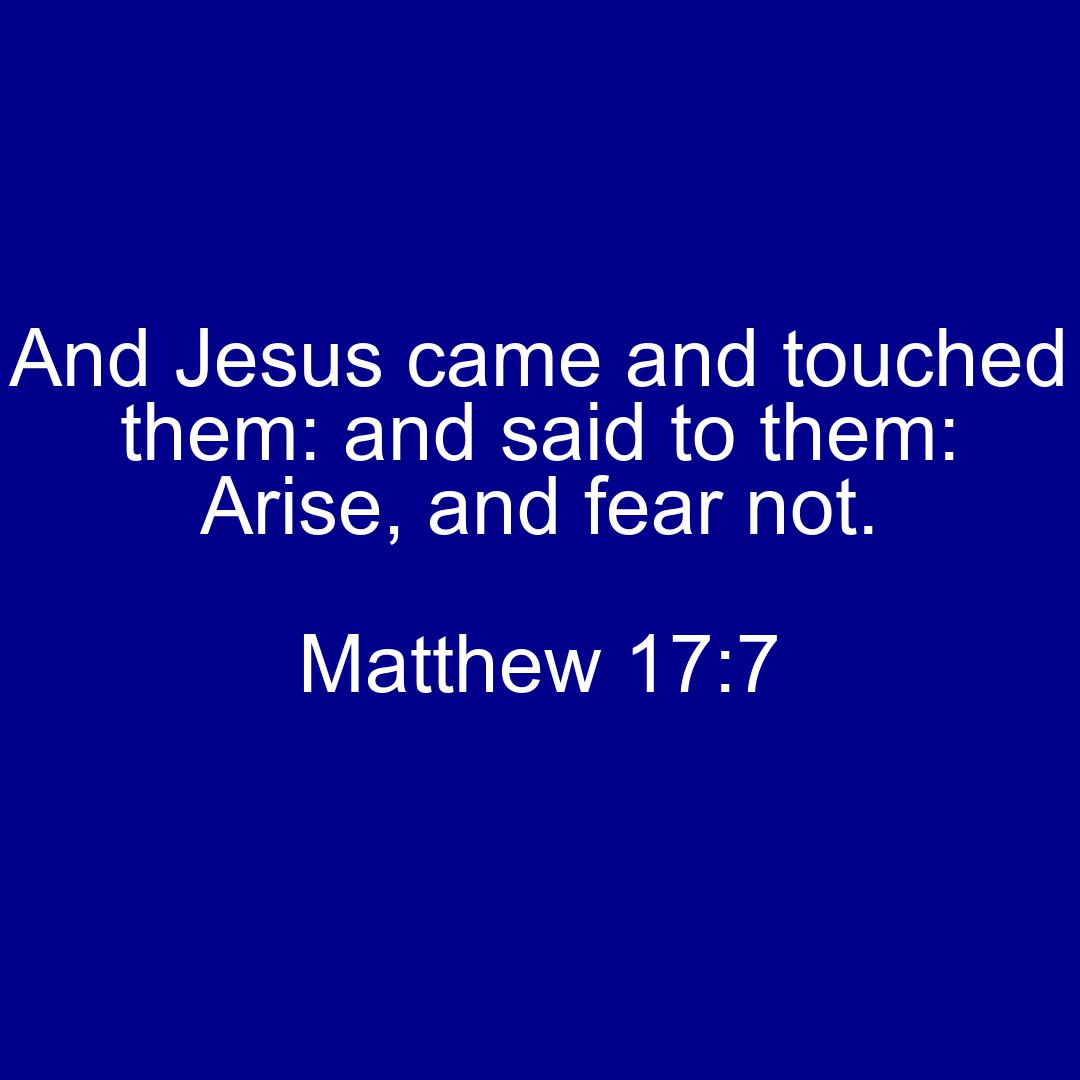 And Jesus came and touched
them: and said to them:
Arise, and fear not.
Matthew 17:7